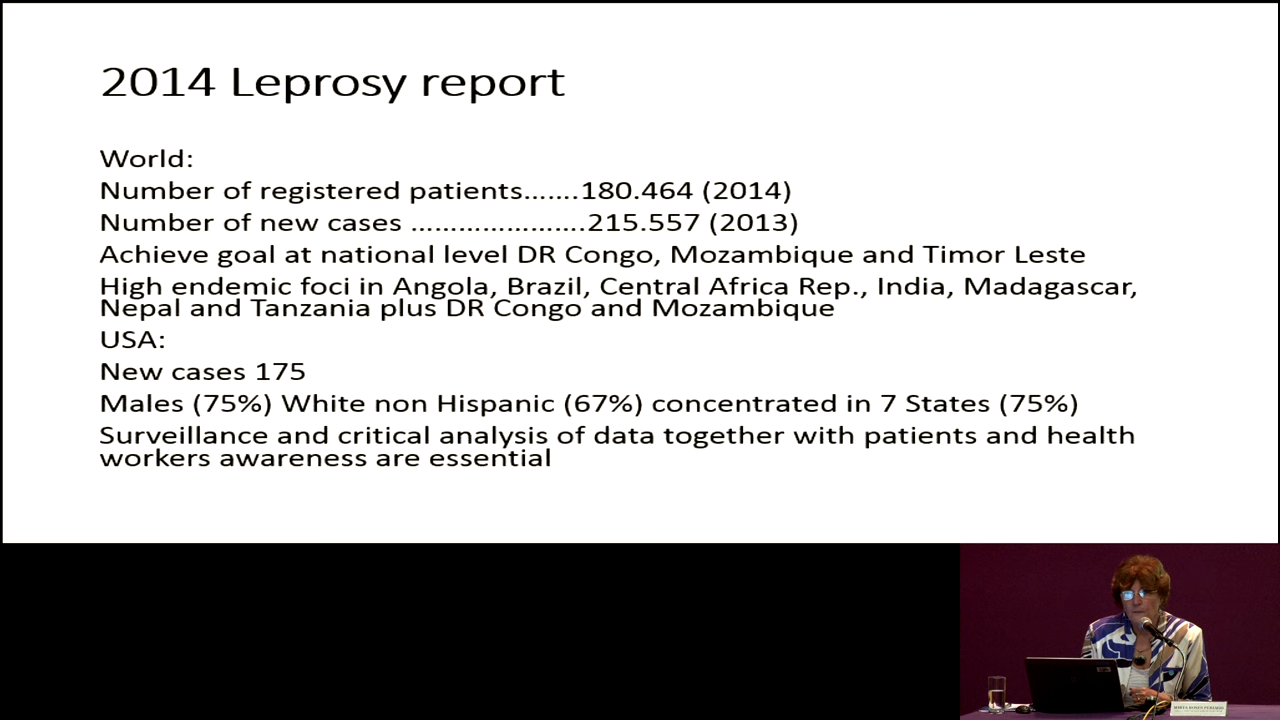 2014 Leprosy report
World:
Number of registered patients.......180.464 (2014)
Number of new cases ......................215.557 (2013)
Achieve goal at national level DR Congo, Mozambique and Timor Leste
High endemic foci in Angola, Brazil, Central Africa Rep., India, Madagascar,
Nepal and Tanzania plus DR Congo and Mozambique
USA:
New cases 175
Males (75%) White non Hispanic (67%) concentrated in 7 States (75%)
Surveillance and critical analysis of data together with patients and health
workers awareness are essential